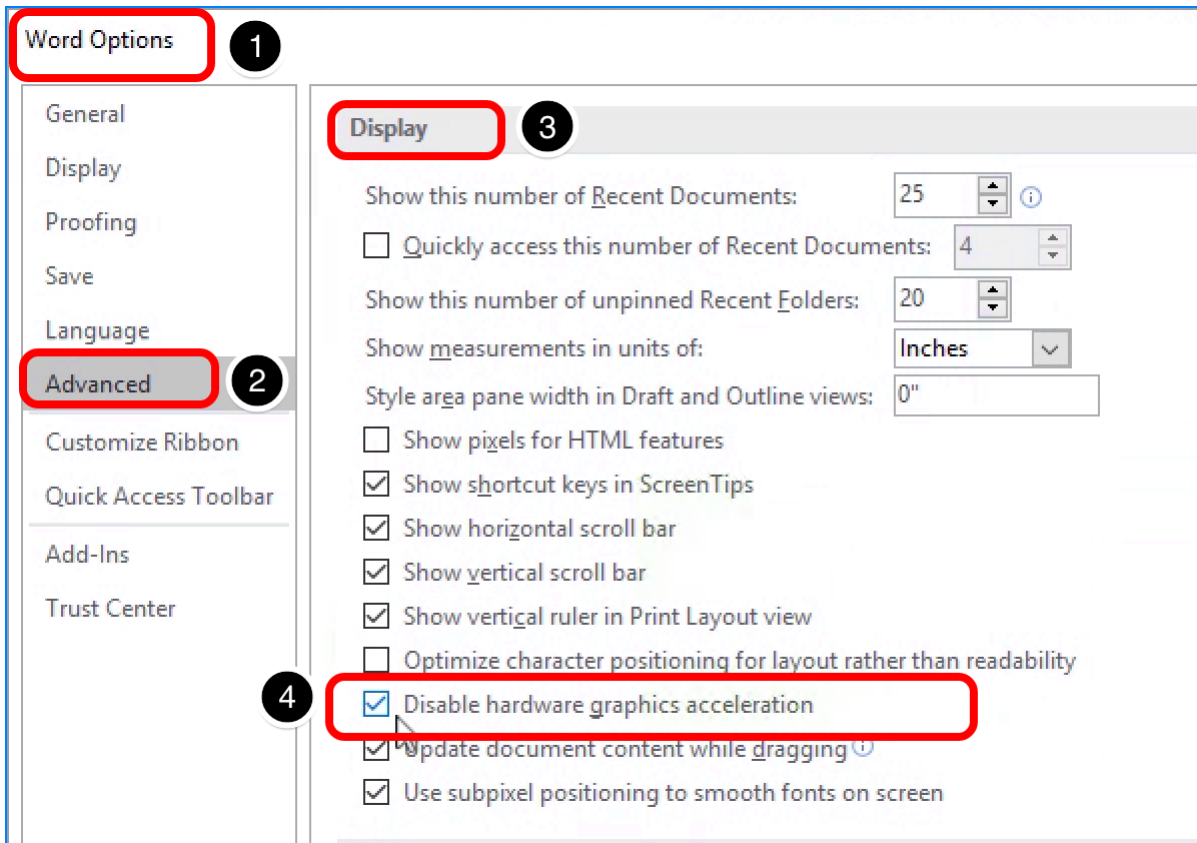 Word Options
1
General
Display
Proofing
Save
Language
Advanced
2
Customize Ribbon
Quick Access Toolbar
Add-Ins
Trust Center
Display
3
Show this number of Recent Documents: 25
Quickly access this number of Recent Documents: 4
Show this number of unpinned Recent Folders: 20
Show measurements in units of: Inches
Style area pane width in Draft and Outline views: 0"
Show pixels for HTML features
Show shortcut keys in ScreenTips
Show horizontal scroll bar
Show vertical scroll bar
Show vertical ruler in Print Layout view
Optimize character positioning for layout rather than readability
4
Disable hardware graphics acceleration
Update document content while dragging
Use subpixel positioning to smooth fonts on screen